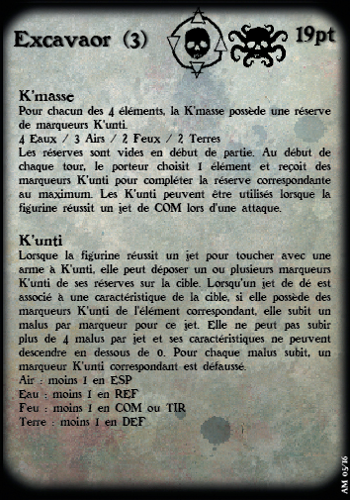 Excavaor (3)
19pt
K'masse
Pour chacun des 4 éléments, la K'masse possède une réserve
de marqueurs K'unti.
4 Eaux / 3 Airs / 2 Feux / 2 Terres
Les réserves sont vides en début de partie. Au début de
chaque tour, le porteur choisit 1 élément et reçoit des
marqueurs K'unti pour compléter la réserve correspondante
au maximum. Les K'unti peuvent être utilisés lorsque la
figurine réussit un jet de COM lors d'une attaque.
K'unti
Lorsque la figurine réussit un jet pour toucher avec une
arme à K'unti, elle peut déposer un ou plusieurs marqueurs
K'unti de ses réserves sur la cible. Lorsqu'un jet de dé est
associé a une caractéristique de la cible, si elle possède des
marqueurs K'unti de l'élément correspondant, elle subit un
malus par marqueur pour ce jet. Elle ne peut pas subir
plus de 4 malus par jet et ses caractéristiques ne peuvent
descendre en dessous de 0. Pour chaque malus subit, un
marqueur K'unti correspondant est défaussé.
Air : moins 1 en ESP
Eau : moins 1 en REF
Feu : moins 1 en COM ou TIR
Terre : moins 1 en DEF
AM 05/16